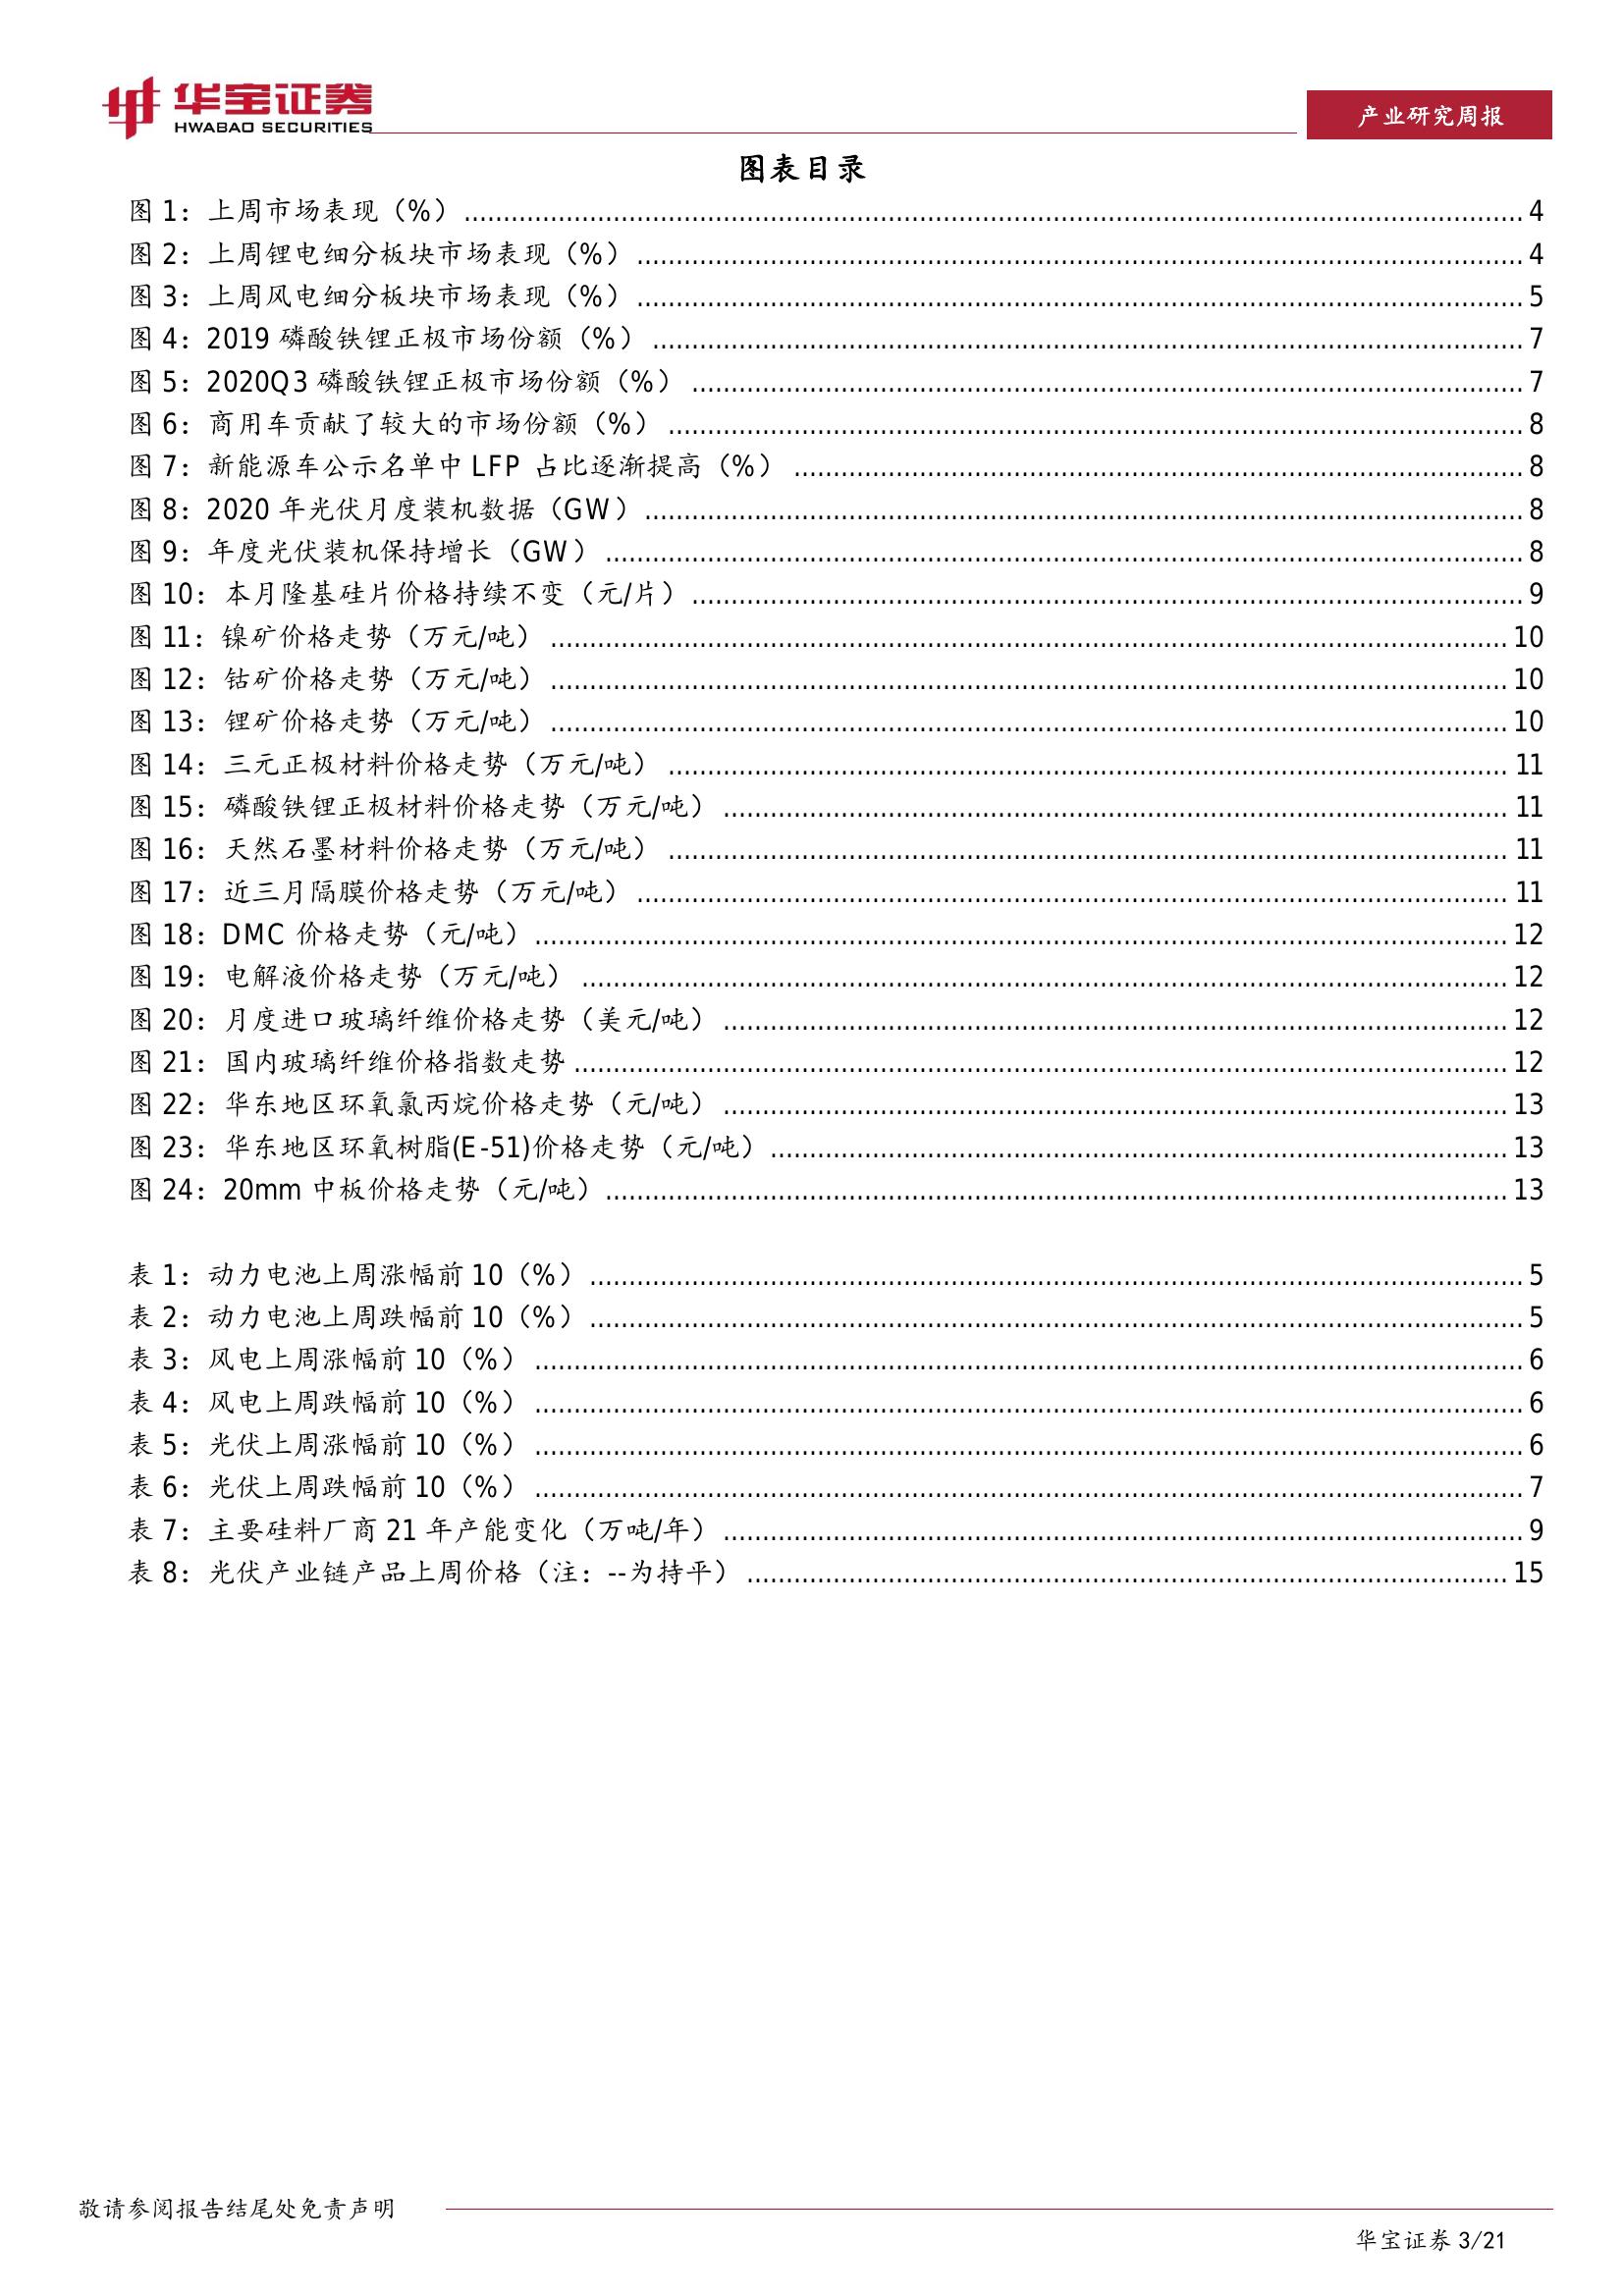 华宝证券
HWABAO SECURITIES
产业研究周报
图表目录
图 1：上周市场表现（%）........ 4
图 2：上周锂电细分板块市场表现（%）........ 4
图 3：上周风电细分板块市场表现（%）........ 5
图 4：2019 磷酸铁锂正极市场份额（%）........ 7
图 5：2020Q3 磷酸铁锂正极市场份额（%）........ 7
图 6：商用车贡献了较大的市场份额（%）........ 8
图 7：新能源车公示名单中 LFP 占比逐渐提高（%）........ 8
图 8：2020 年光伏月度装机数据（GW）........ 8
图 9：年度光伏装机保持增长（GW）........ 8
图 10：本月隆基硅片价格持续不变（元/片）........ 9
图 11：镍矿价格走势（万元/吨）........ 10
图 12：钴矿价格走势（万元/吨）........ 10
图 13：锂矿价格走势（万元/吨）........ 10
图 14：三元正极材料价格走势（万元/吨）........ 11
图 15：磷酸铁锂正极材料价格走势（万元/吨）........ 11
图 16：天然石墨材料价格走势（万元/吨）........ 11
图 17：近三月隔膜价格走势（万元/吨）........ 11
图 18：DMC 价格走势（元/吨）........ 12
图 19：电解液价格走势（万元/吨）........ 12
图 20：月度进口玻璃纤维价格走势（美元/吨）........ 12
图 21：国内玻璃纤维价格指数走势........ 12
图 22：华东地区环氧氯丙烷价格走势（元/吨）........ 13
图 23：华东地区环氧树脂(E-51)价格走势（元/吨）........ 13
图 24：20mm 中板价格走势（元/吨）........ 13
表 1：动力电池上周涨幅前 10（%）........ 5
表 2：动力电池上周跌幅前 10（%）........ 5
表 3：风电上周涨幅前 10（%）........ 6
表 4：风电上周跌幅前 10（%）........ 6
表 5：光伏上周涨幅前 10（%）........ 6
表 6：光伏上周跌幅前 10（%）........ 7
表 7：主要硅料厂商 21 年产能变化（万吨/年）........ 9
表 8：光伏产业链产品上周价格（注：--为持平）........ 15
敬请参阅报告结尾处免责声明
华宝证券 3/21